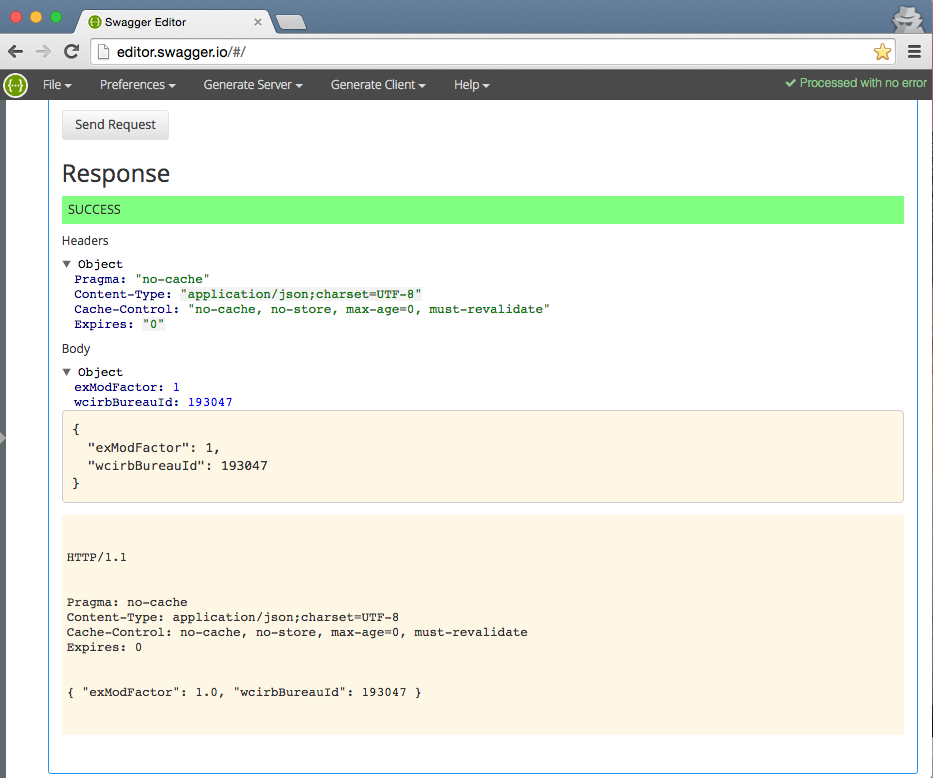 Swagger Editor
editor.swagger.io/#/
{···} File Preferences Generate Server Generate Client Help ✔ Processed with no error
Send Request
Response
SUCCESS
Headers
▼ Object
Pragma: "no-cache"
Content-Type: "application/json;charset=UTF-8"
Cache-Control: "no-cache, no-store, max-age=0, must-revalidate"
Expires: "0"
Body
▼ Object
exModFactor: 1
wcirbBureauId: 193047
{
  "exModFactor": 1,
  "wcirbBureauId": 193047
}
HTTP/1.1
Pragma: no-cache
Content-Type: application/json;charset=UTF-8
Cache-Control: no-cache, no-store, max-age=0, must-revalidate
Expires: 0
{ "exModFactor": 1.0, "wcirbBureauId": 193047 }